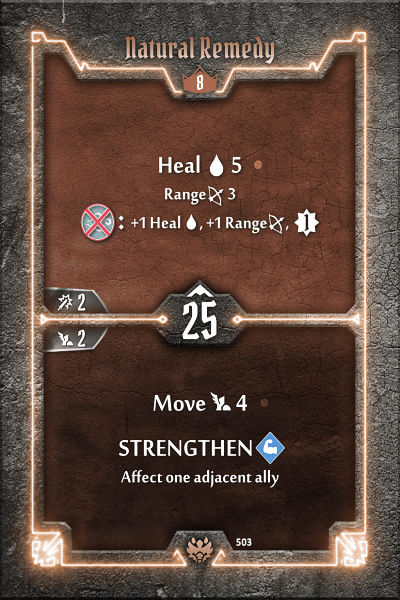 Natural Remedy
8
Heal 5
Range 3
: +1 Heal , +1 Range , 1
2
25
2
Move 4
STRENGTHEN
Affect one adjacent ally
503